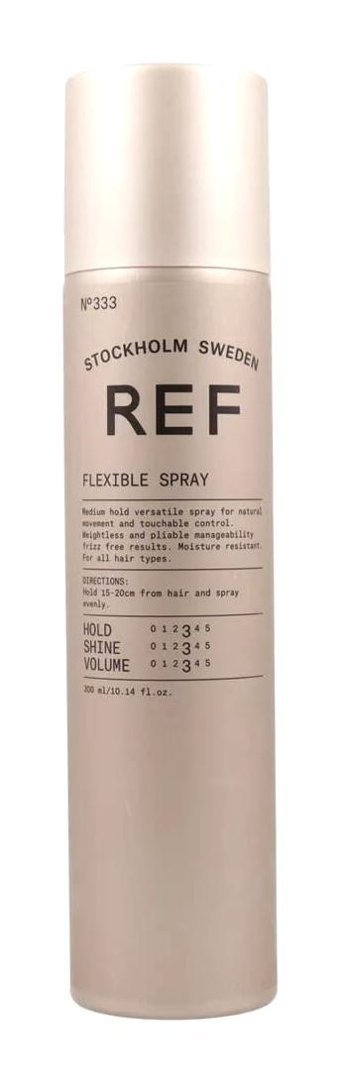 Nº333
STOCKHOLM SWEDEN
REF
FLEXIBLE SPRAY
Medium hold versatile spray for natural
movement and touchable control.
Weightless and pliable manageability
frizz free results. Moisture resistant.
For all hair types.
DIRECTIONS:
Hold 15-20cm from hair and spray
evenly.
HOLD 0 1 2 3 4 5
SHINE 0 1 2 3 4 5
VOLUME 0 1 2 3 4 5
300 ml/10.14 fl.oz.